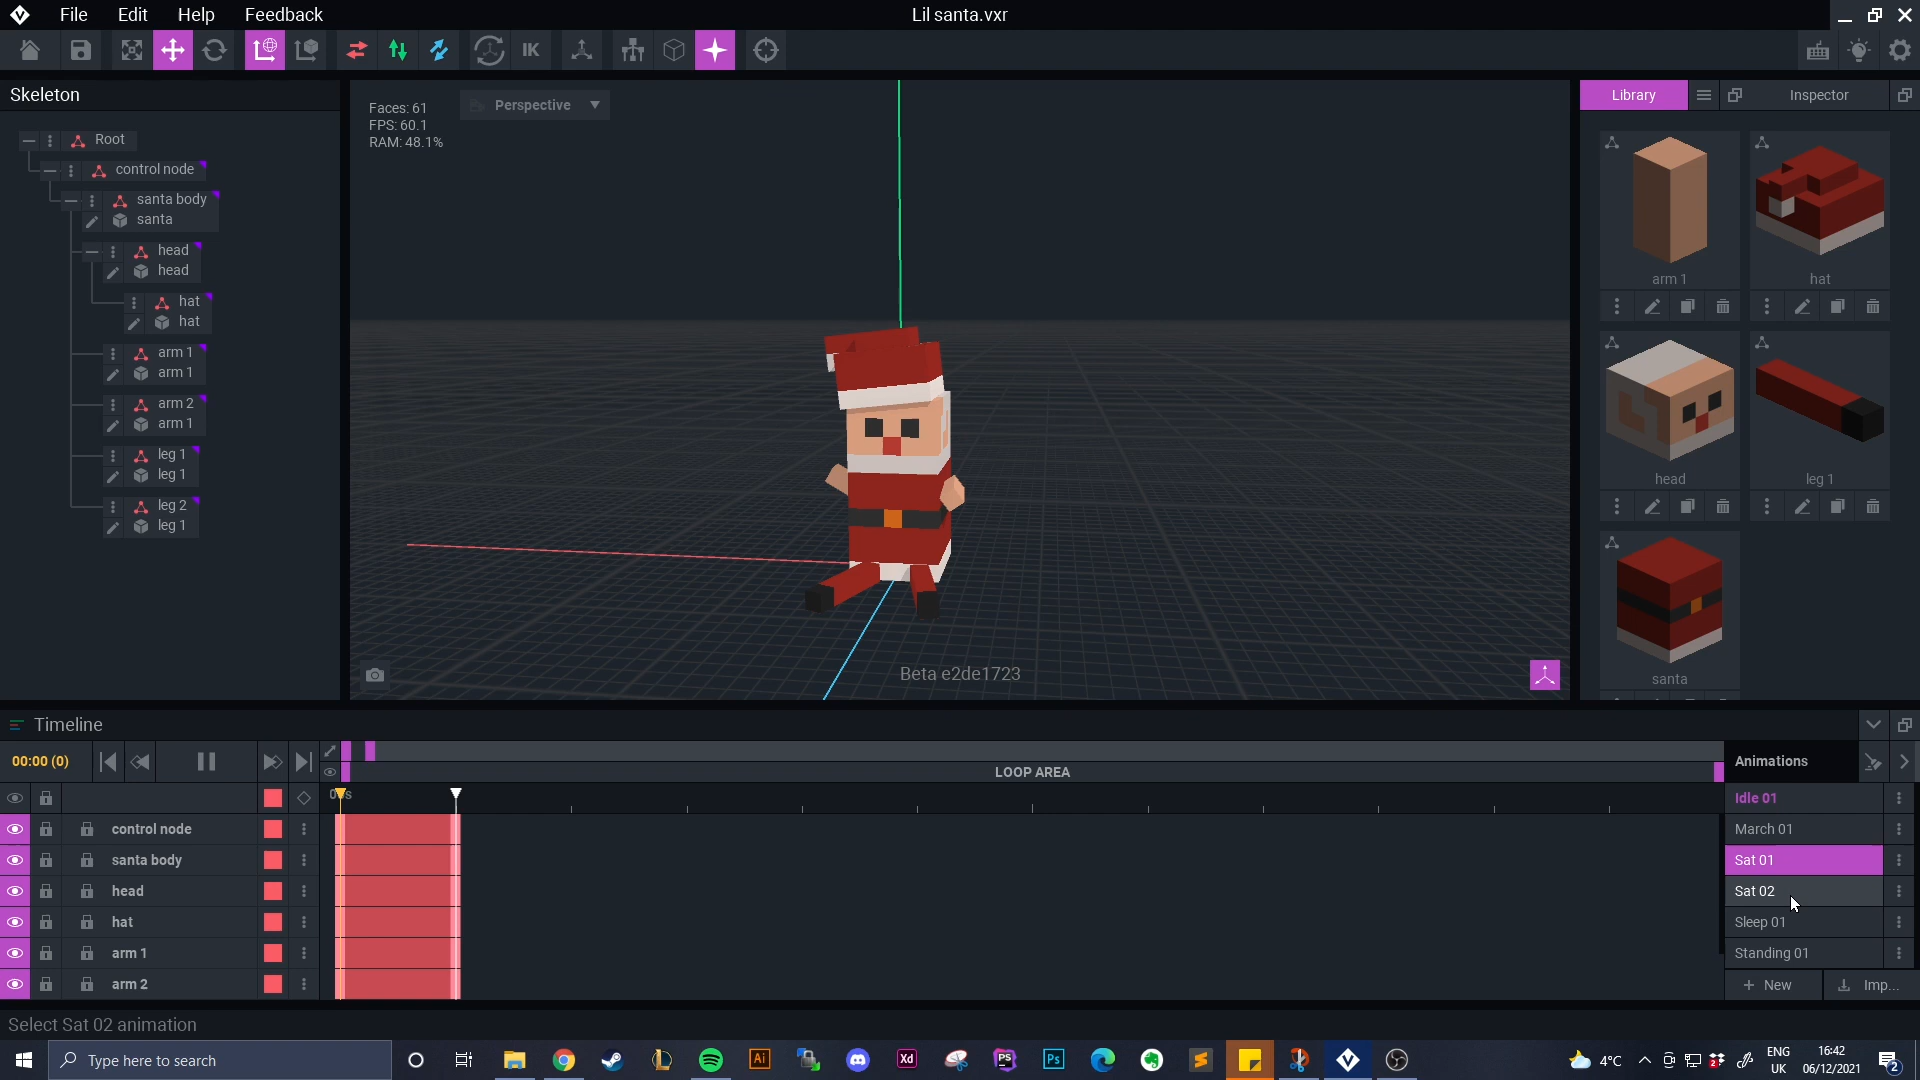 File Edit Help Feedback
Lil santa.vxr
IK
Skeleton
Root
control node
santa body
santa
head
head
hat
hat
arm 1
arm 1
arm 2
arm 1
leg 1
leg 1
leg 2
leg 1
Faces: 61
FPS: 60.1
RAM: 48.1%
Perspective
Beta e2de1723
Library
Inspector
arm 1
hat
head
leg 1
santa
Timeline
00:00 (0)
LOOP AREA
control node
santa body
head
hat
arm 1
arm 2
Animations
Idle 01
March 01
Sat 01
Sat 02
Sleep 01
Standing 01
+ New
Imp...
Select Sat 02 animation
Type here to search
Ai
Xd
PS
Ps
4°C
ENG
UK
16:42
06/12/2021
2